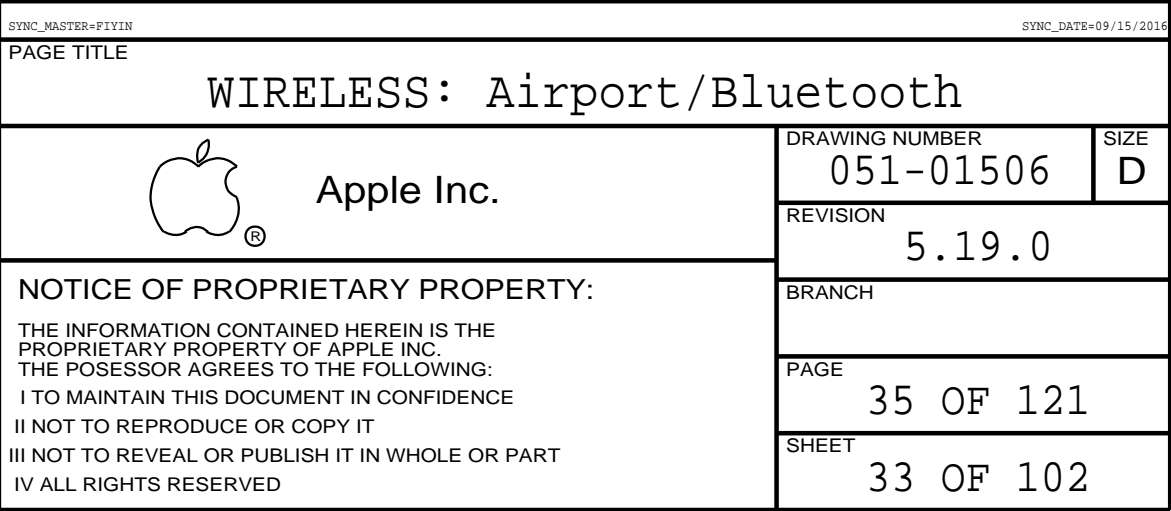 SYNC_MASTER=FIYIN SYNC_DATE=09/15/2016
PAGE TITLE
WIRELESS: Airport/Bluetooth
Apple Inc.
®
DRAWING NUMBER
051-01506
SIZE
D
REVISION
5.19.0
NOTICE OF PROPRIETARY PROPERTY:
THE INFORMATION CONTAINED HEREIN IS THE
PROPRIETARY PROPERTY OF APPLE INC.
THE POSESSOR AGREES TO THE FOLLOWING:
I TO MAINTAIN THIS DOCUMENT IN CONFIDENCE
II NOT TO REPRODUCE OR COPY IT
III NOT TO REVEAL OR PUBLISH IT IN WHOLE OR PART
IV ALL RIGHTS RESERVED
BRANCH
PAGE
35 OF 121
SHEET
33 OF 102